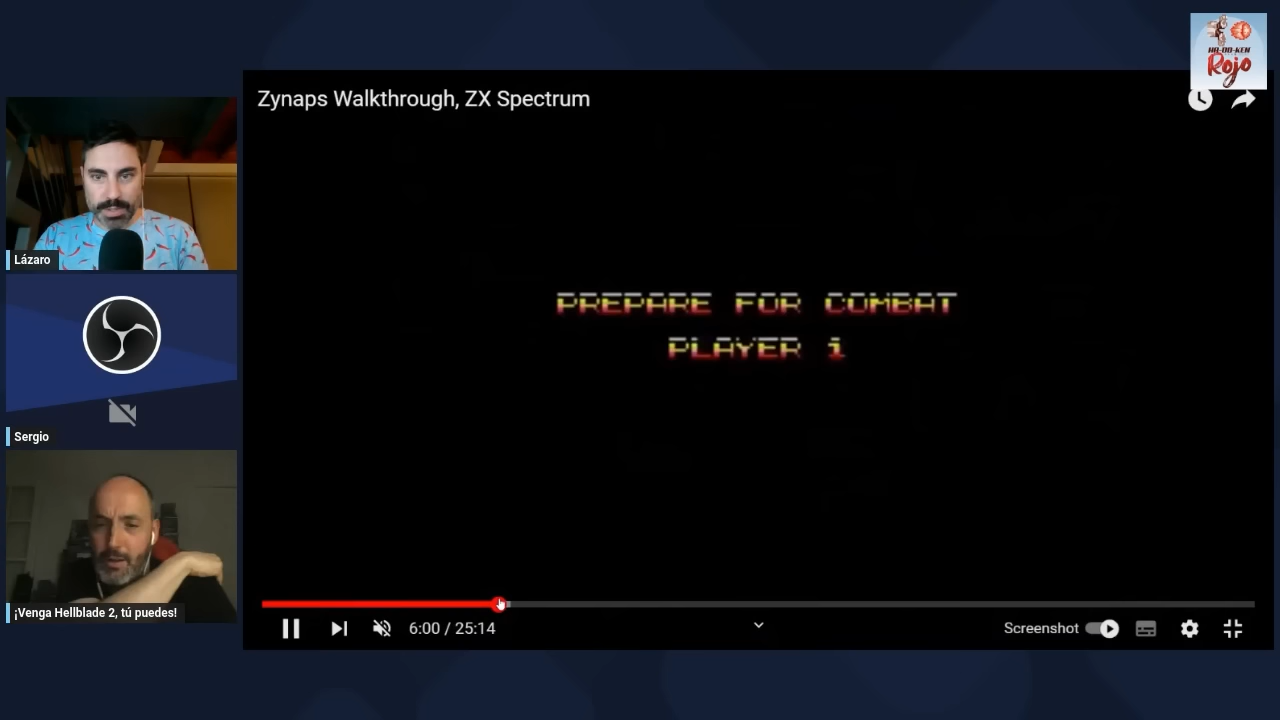 HA-DO-KEN
Rojo
Zynaps Walkthrough, ZX Spectrum
Lázaro
PREPARE FOR COMBAT
PLAYER 1
Sergio
¡Venga Hellblade 2, tú puedes!
6:00 / 25:14
Screenshot